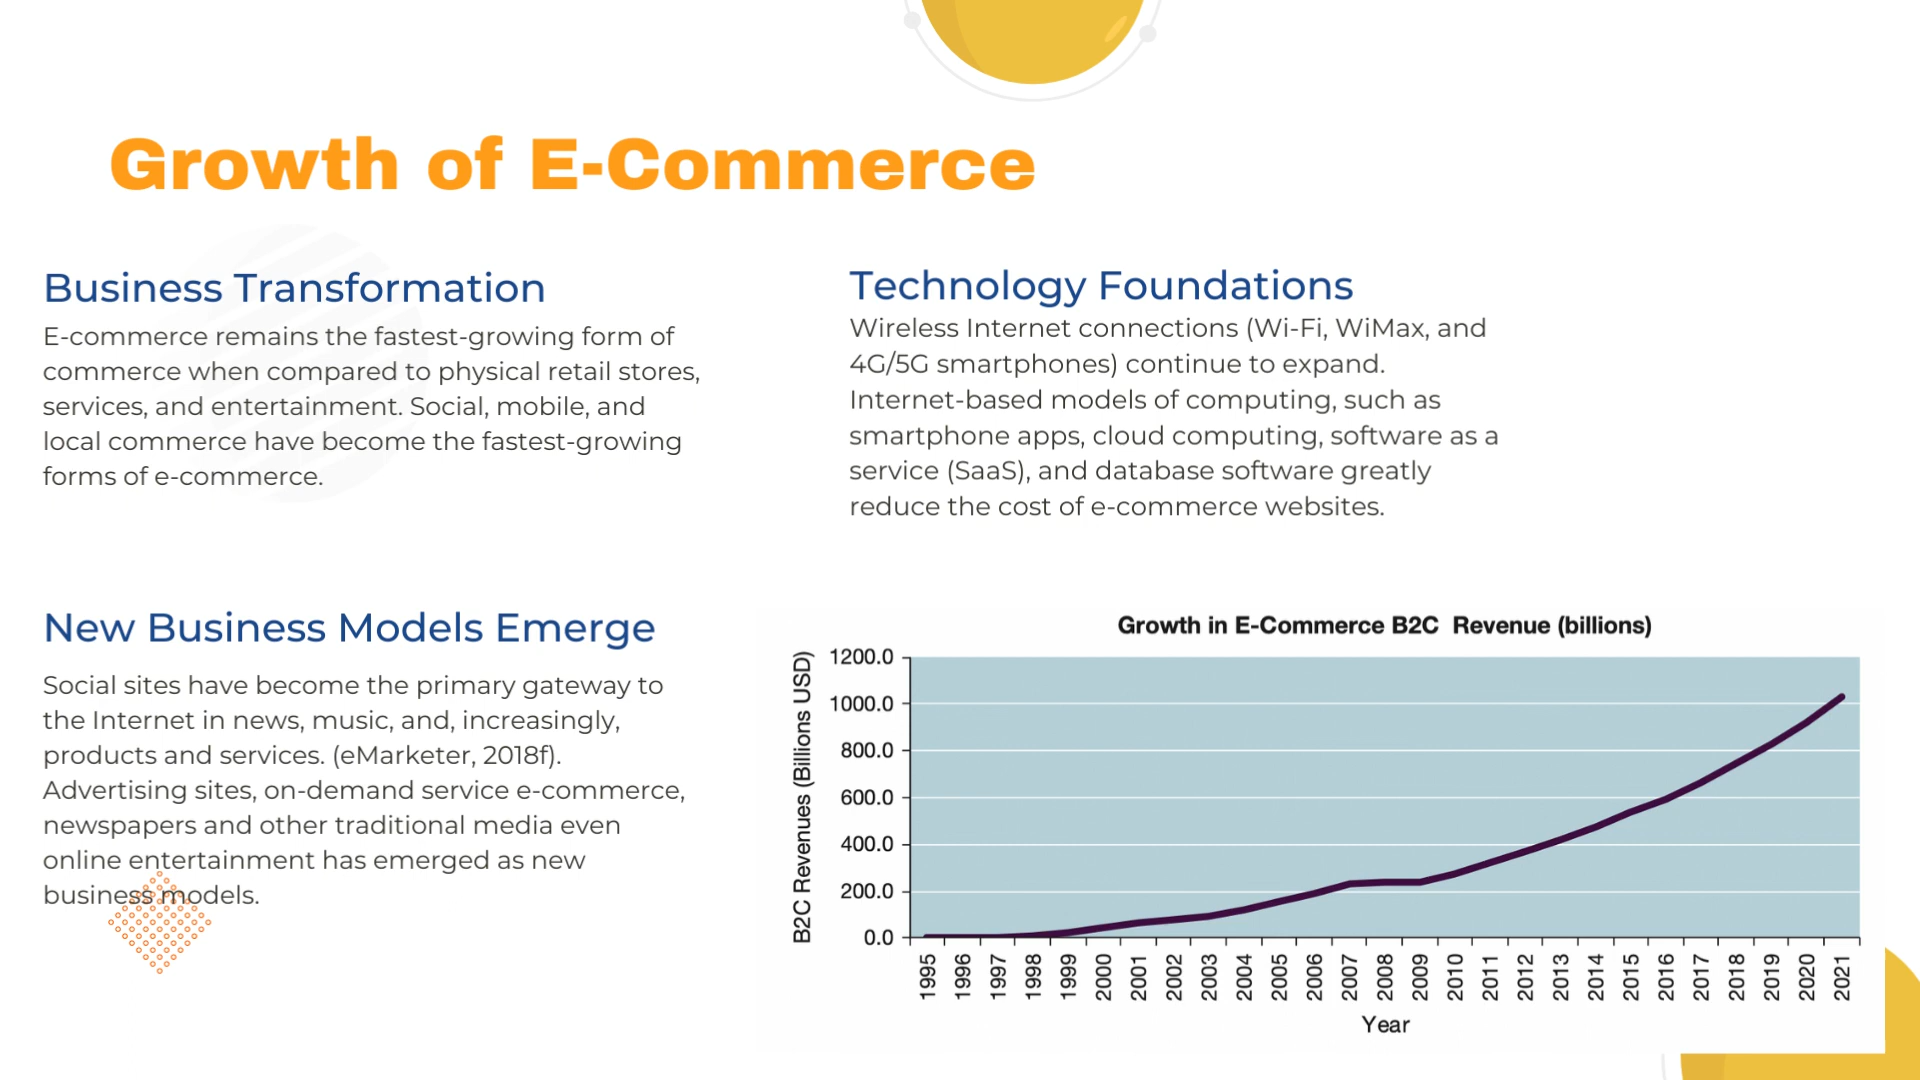 Growth of E-Commerce
Business Transformation
E-commerce remains the fastest-growing form of
commerce when compared to physical retail stores,
services, and entertainment. Social, mobile, and
local commerce have become the fastest-growing
forms of e-commerce.
Technology Foundations
Wireless Internet connections (Wi-Fi, WiMax, and
4G/5G smartphones) continue to expand.
Internet-based models of computing, such as
smartphone apps, cloud computing, software as a
service (SaaS), and database software greatly
reduce the cost of e-commerce websites.
New Business Models Emerge
Social sites have become the primary gateway to
the Internet in news, music, and, increasingly,
products and services. (eMarketer, 2018f).
Advertising sites, on-demand service e-commerce,
newspapers and other traditional media even
online entertainment has emerged as new
business models.
Growth in E-Commerce B2C Revenue (billions)
B2C Revenues (Billions USD)
1200.0
1000.0
800.0
600.0
400.0
200.0
0.0
1995 1996 1997 1998 1999 2000 2001 2002 2003 2004 2005 2006 2007 2008 2009 2010 2011 2012 2013 2014 2015 2016 2017 2018 2019 2020 2021
Year